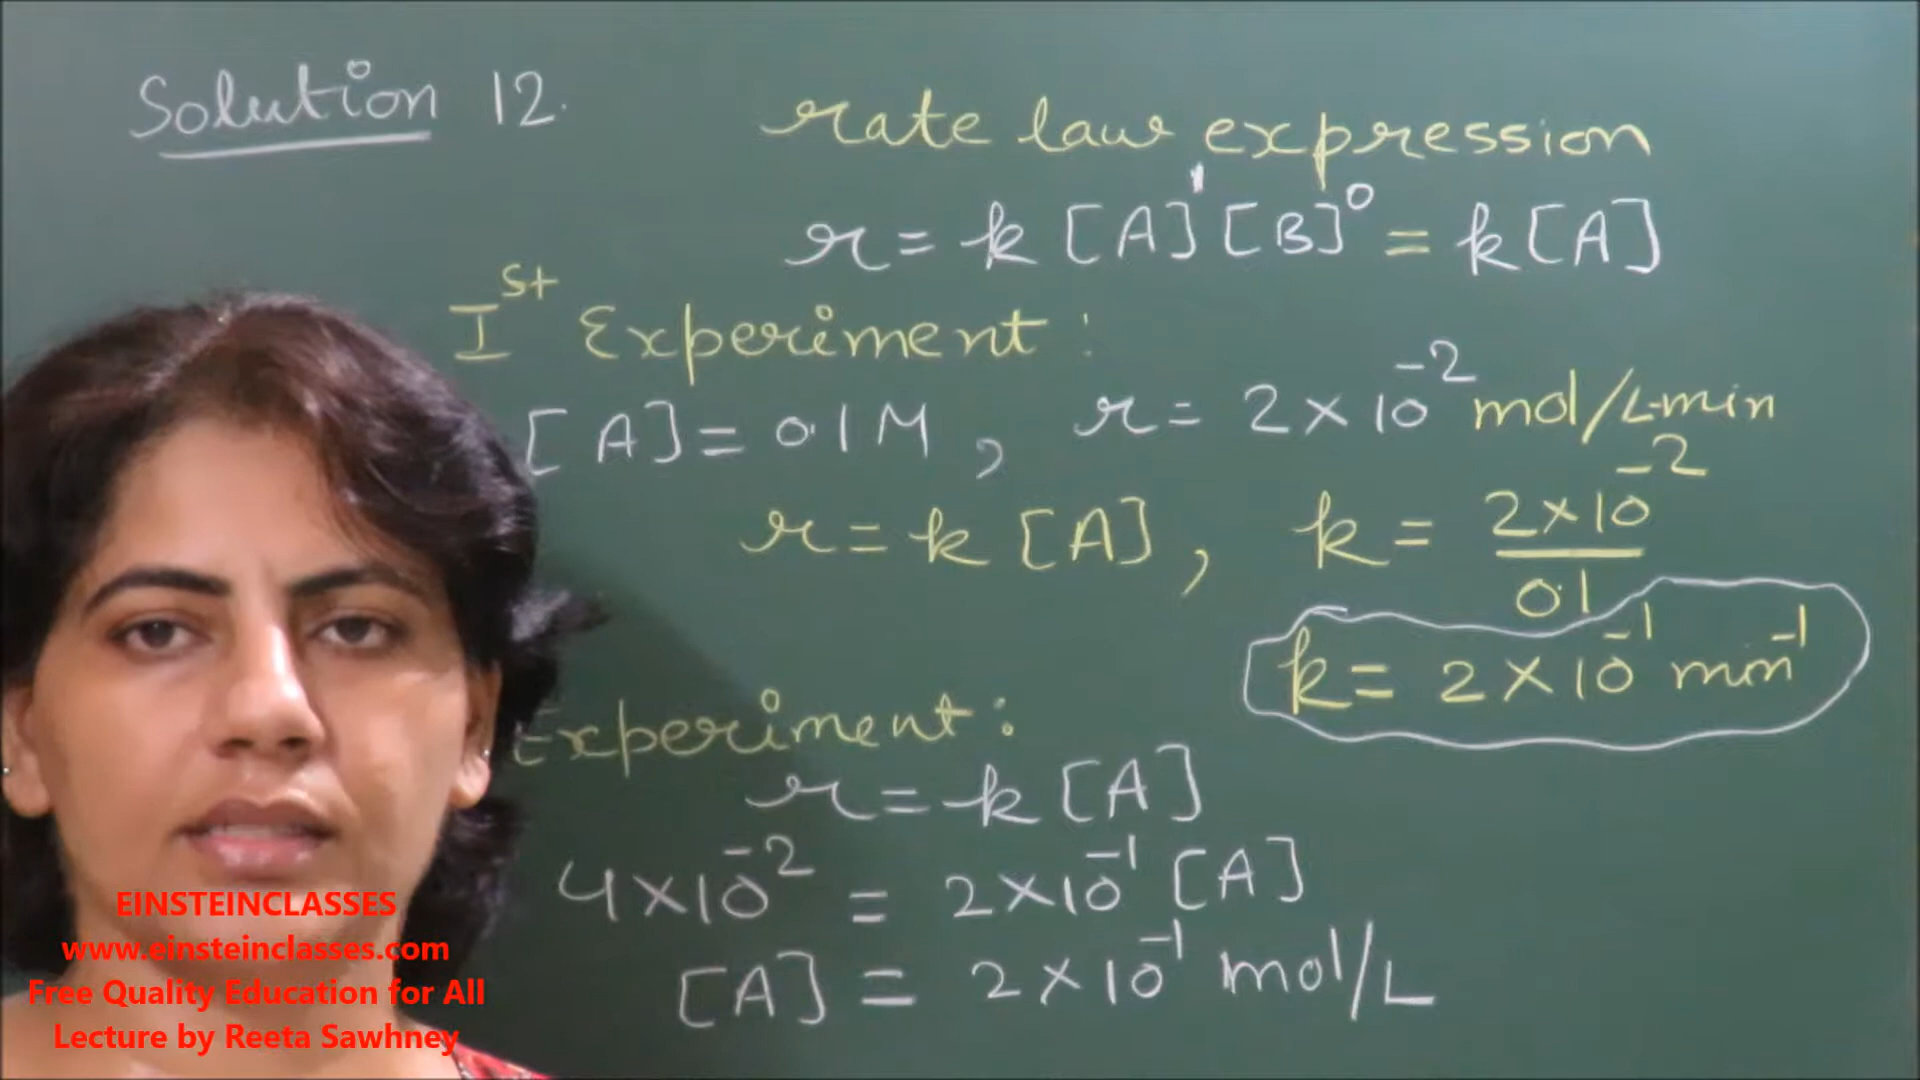 Solution 12.
rate law expression
r = k [A]¹ [B]⁰ = k [A]
Iˢᵗ Experiment :
[A] = 0.1 M , r = 2 × 10⁻² mol/L-min
r = k [A] , k = 2×10⁻² / 0.1
k = 2 × 10⁻¹ min⁻¹
Experiment :
r = k [A]
4×10⁻² = 2×10⁻¹ [A]
[A] = 2×10⁻¹ mol/L
EINSTEINCLASSES
www.einsteinclasses.com
Free Quality Education for All
Lecture by Reeta Sawhney